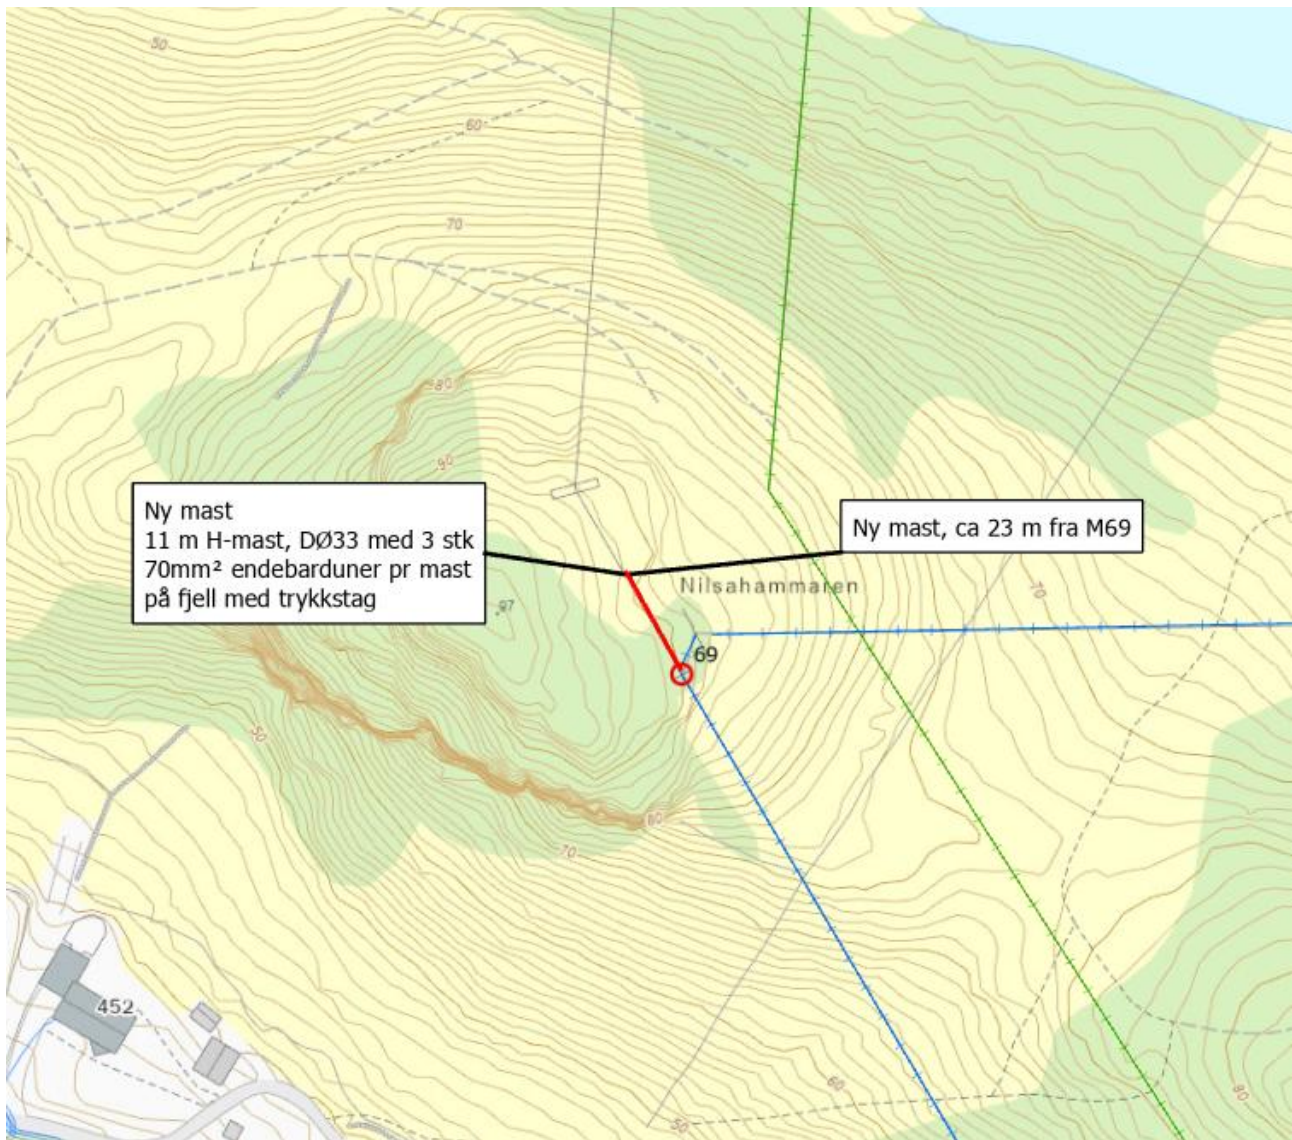 50
60
70
80
90
Ny mast
11 m H-mast, DØ33 med 3 stk
70mm² endebarduner pr mast
på fjell med trykkstag
Ny mast, ca 23 m fra M69
Nilsahammaren
70
97
69
50
80
70
452
60
80
50